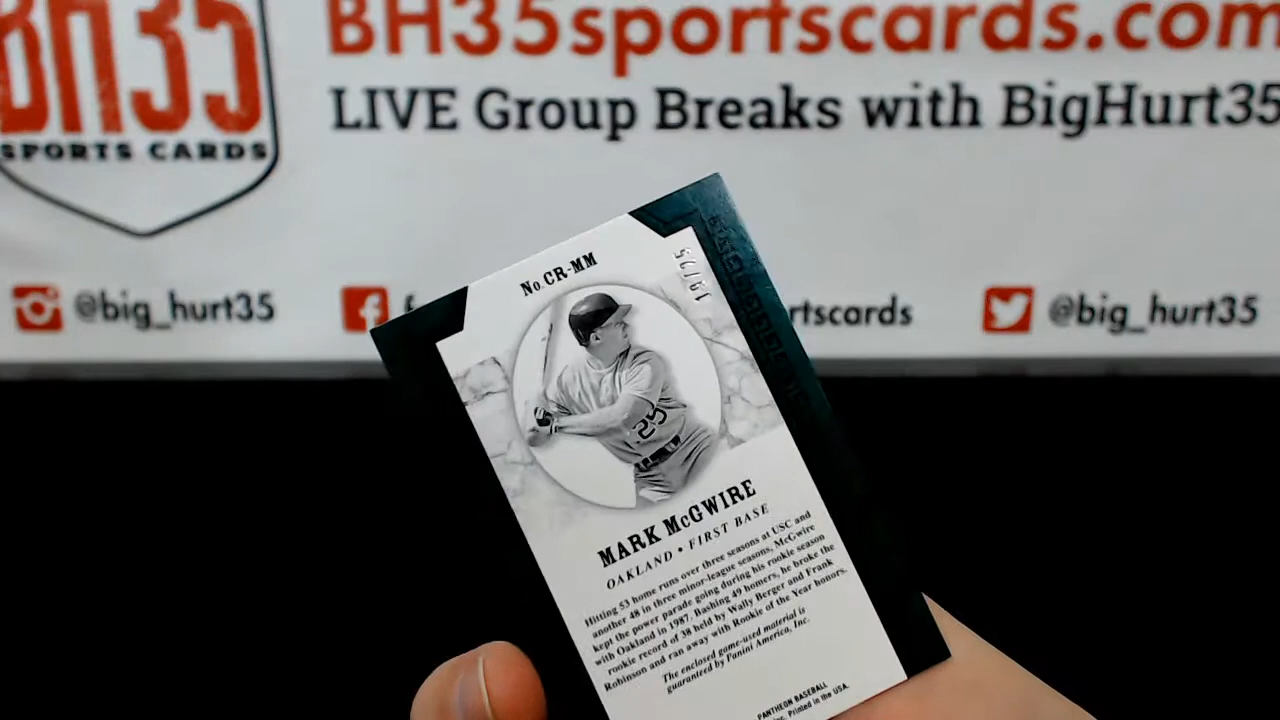 BH35
SPORTS CARDS
BH35sportscards.com
LIVE Group Breaks with BigHurt35
@big_hurt35
f
rtscards
@big_hurt35
No. CR-MM
19/25
25
MARK McGWIRE
OAKLAND • FIRST BASE
Hitting 53 home runs over three seasons at USC and
another 48 in three minor-league seasons, McGwire
kept the power parade going during his rookie season
with Oakland in 1987. Bashing 49 homers, he broke the
rookie record of 38 held by Wally Berger and Frank
Robinson and ran away with Rookie of the Year honors.
The enclosed game-used material is
guaranteed by Panini America, Inc.
PANTHEON BASEBALL
Inc. Printed in the USA.